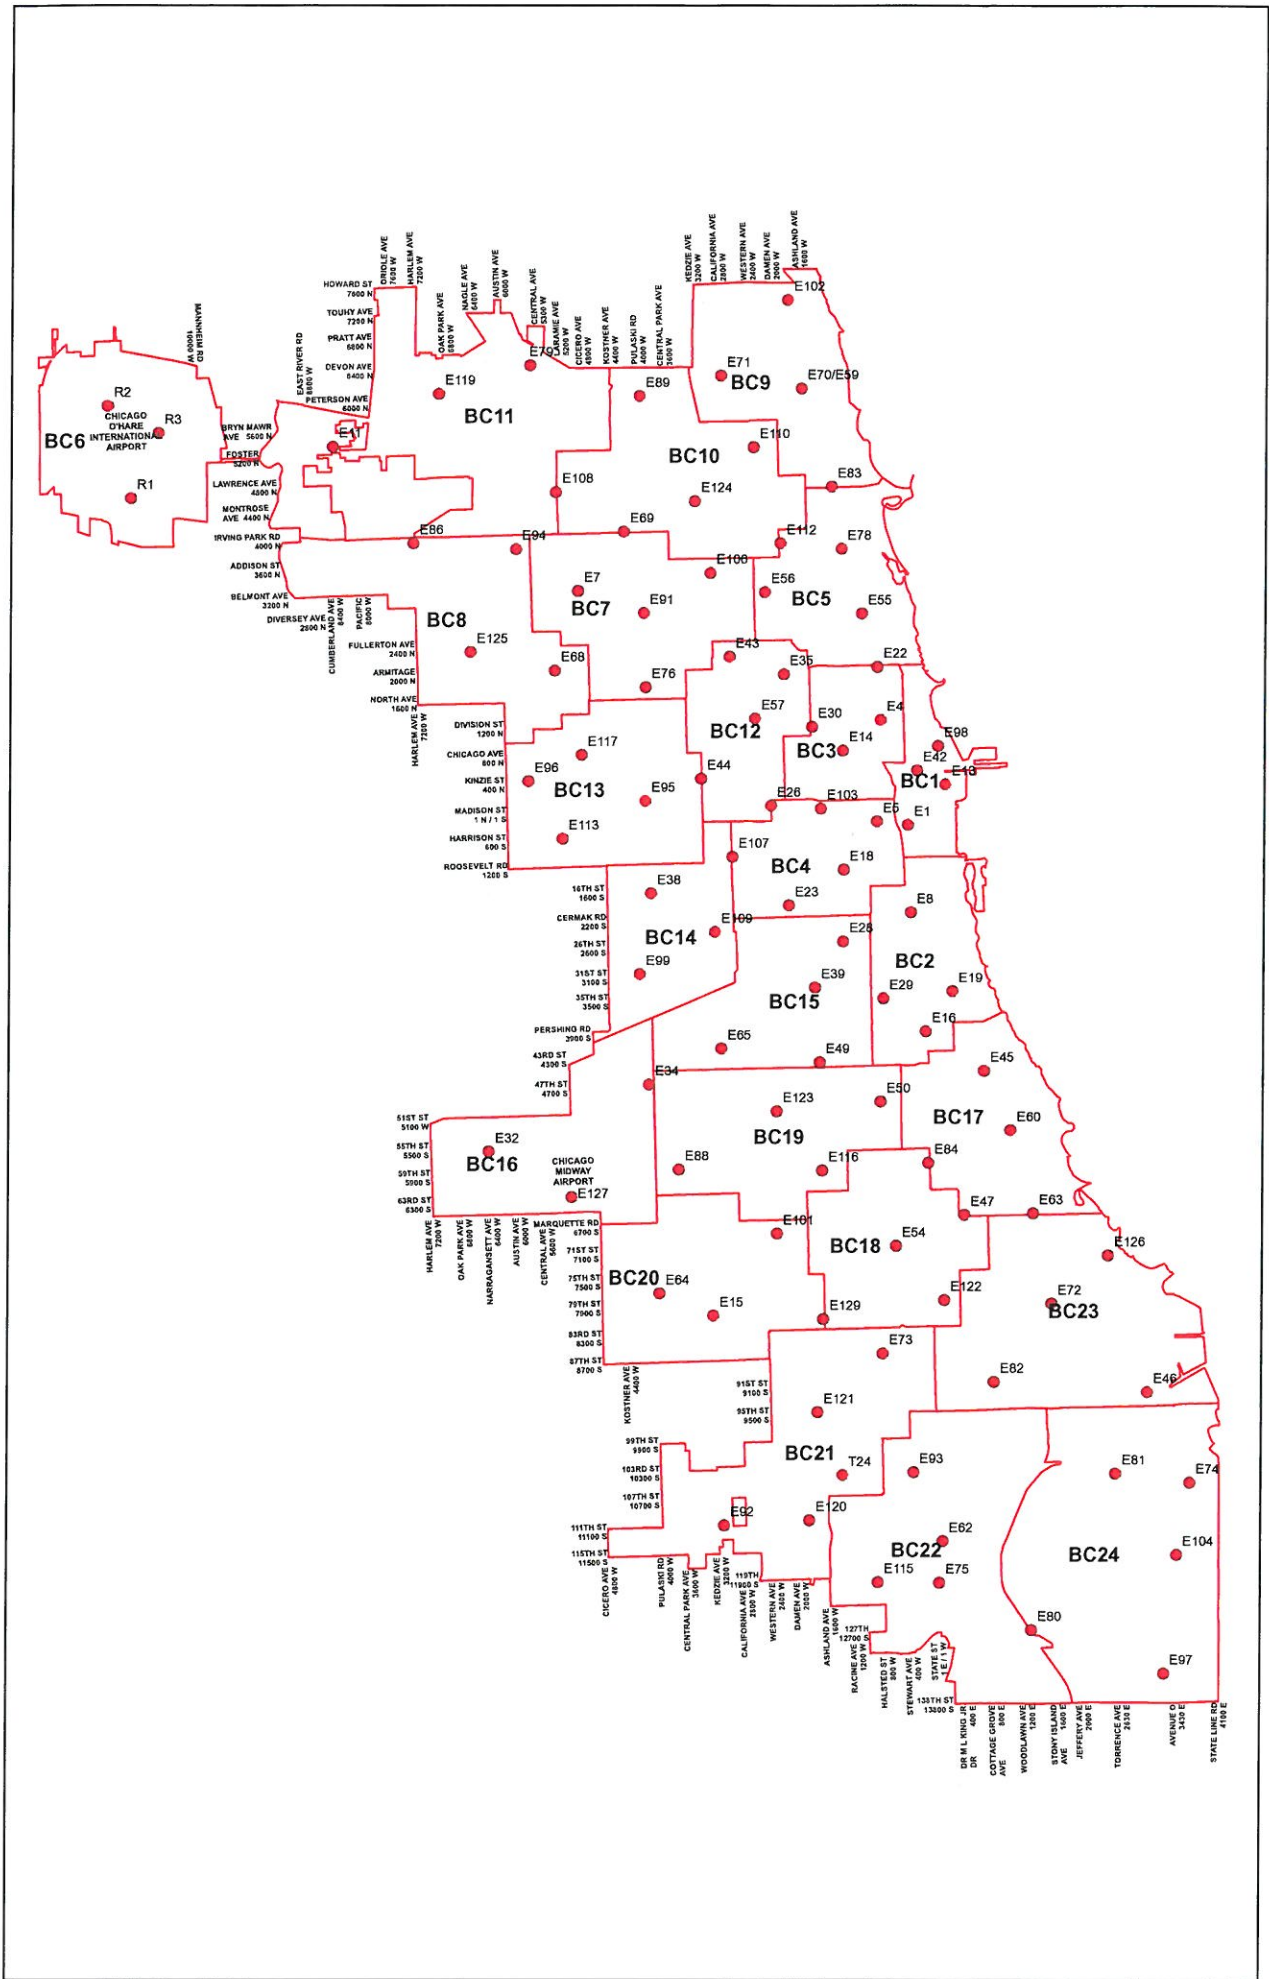 ORIOLE AVE
7600 W
HARLEM AVE
7200 W
OAK PARK AVE
6800 W
NAGLE AVE
6400 W
AUSTIN AVE
6000 W
CENTRAL AVE
5200 W
CICERO AVE
4800 W
KOSTNER AVE
4400 W
PULASKI RD
4000 W
CENTRAL PARK AVE
3600 W
KEDZIE AVE
3200 W
CALIFORNIA AVE
2800 W
WESTERN AVE
2400 W
DAMEN AVE
2000 W
ASHLAND AVE
1600 W
MANNHEIM RD
10000 W
EAST RIVER RD
8800 W
HOWARD ST
7600 N
TOUHY AVE
7200 N
PRATT AVE
6800 N
DEVON AVE
6400 N
PETERSON AVE
6000 N
BRYN MAWR
AVE 5600 N
FOSTER
5200 N
LAWRENCE AVE
4800 N
MONTROSE
AVE 4400 N
IRVING PARK RD
4000 N
ADDISON ST
3600 N
BELMONT AVE
3200 N
DIVERSEY AVE
2800 N
CUMBERLAND AVE
8400 W
PACIFIC
8000 W
FULLERTON AVE
2400 N
ARMITAGE
2000 N
NORTH AVE
1600 N
HARLEM AVE
7200 W
DIVISION ST
1200 N
CHICAGO AVE
800 N
KINZIE ST
400 N
MADISON ST
1 N / 1 S
HARRISON ST
600 S
ROOSEVELT RD
1200 S
16TH ST
1600 S
CERMAK RD
2200 S
26TH ST
2600 S
31ST ST
3100 S
35TH ST
3500 S
PERSHING RD
3900 S
43RD ST
4300 S
47TH ST
4700 S
51ST ST
5100 W
55TH ST
5500 S
59TH ST
5900 S
63RD ST
6300 S
HARLEM AVE
7200 W
OAK PARK AVE
6800 W
NARRAGANSETT AVE
6400 W
AUSTIN AVE
6000 W
CENTRAL AVE
5600 W
MARQUETTE RD
6700 S
71ST ST
7100 S
75TH ST
7500 S
79TH ST
7900 S
83RD ST
8300 S
87TH ST
8700 S
KOSTNER AVE
4400 W
91ST ST
9100 S
95TH ST
9500 S
99TH ST
9900 S
103RD ST
10300 S
107TH ST
10700 S
111TH ST
11100 S
115TH ST
11500 S
119TH
11900 S
127TH
12700 S
138TH ST
13800 S
CICERO AVE
4800 W
PULASKI RD
4000 W
CENTRAL PARK AVE
3600 W
KEDZIE AVE
3200 W
CALIFORNIA AVE
2800 W
WESTERN AVE
2400 W
DAMEN AVE
2000 W
ASHLAND AVE
1600 W
RACINE AVE
1200 W
HALSTED ST
800 W
STEWART AVE
400 W
STATE ST
1 E / 1 W
DR M L KING JR
DR 400 E
COTTAGE GROVE
AVE 800 E
WOODLAWN AVE
1200 E
STONY ISLAND
AVE 1600 E
JEFFERY AVE
2000 E
TORRENCE AVE
2630 E
AVENUE O
3430 E
STATE LINE RD
4100 E
R2
CHICAGO
O'HARE
INTERNATIONAL
AIRPORT
R3
BC6
R1
E102
E79
E119
BC11
E89
E71
BC9
E70/E59
E11
E110
BC10
E108
E124
E83
E86
E94
E69
E112
E78
E106
E7
BC7
E91
E56
BC5
E55
BC8
E125
E68
E43
E35
E22
E76
E57
BC12
E30
E4
E14
BC3
E98
E42
BC1
E13
E117
E96
BC13
E44
E95
E26
E103
E5
E1
E113
E107
BC4
E18
E38
E23
E8
E109
BC14
E28
E99
BC2
E39
BC15
E29
E19
E16
E65
E49
E34
E45
E50
E123
BC17
E60
BC19
E32
BC16
E88
E116
E84
CHICAGO
MIDWAY
AIRPORT
E127
E47
E63
E101
E54
BC18
E126
BC20
E64
E122
E72
BC23
E15
E129
E73
E82
E46
E121
BC21
T24
E93
E81
E74
E92
E120
E62
BC22
BC24
E104
E115
E75
E80
E97